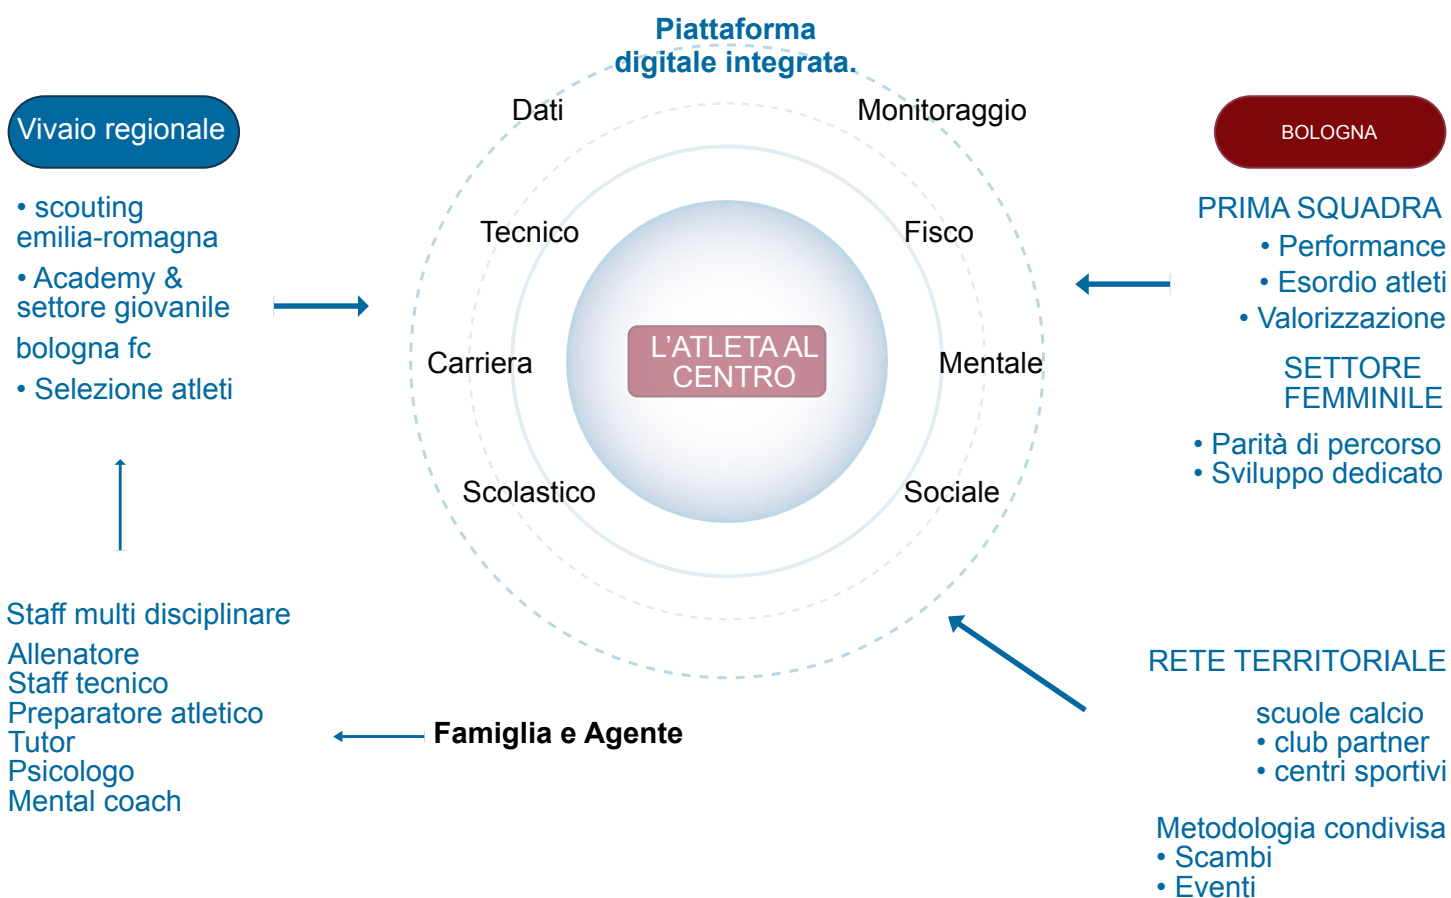 Piattaforma
digitale integrata.
Dati
Monitoraggio
Tecnico
Fisco
Carriera
Mentale
Scolastico
Sociale
L’ATLETA AL
CENTRO
Vivaio regionale
• scouting
emilia-romagna
• Academy &
settore giovanile
bologna fc
• Selezione atleti
Staff multi disciplinare
Allenatore
Staff tecnico
Preparatore atletico
Tutor
Psicologo
Mental coach
Famiglia e Agente
BOLOGNA
PRIMA SQUADRA
• Performance
• Esordio atleti
• Valorizzazione
SETTORE
FEMMINILE
• Parità di percorso
• Sviluppo dedicato
RETE TERRITORIALE
scuole calcio
• club partner
• centri sportivi
Metodologia condivisa
• Scambi
• Eventi